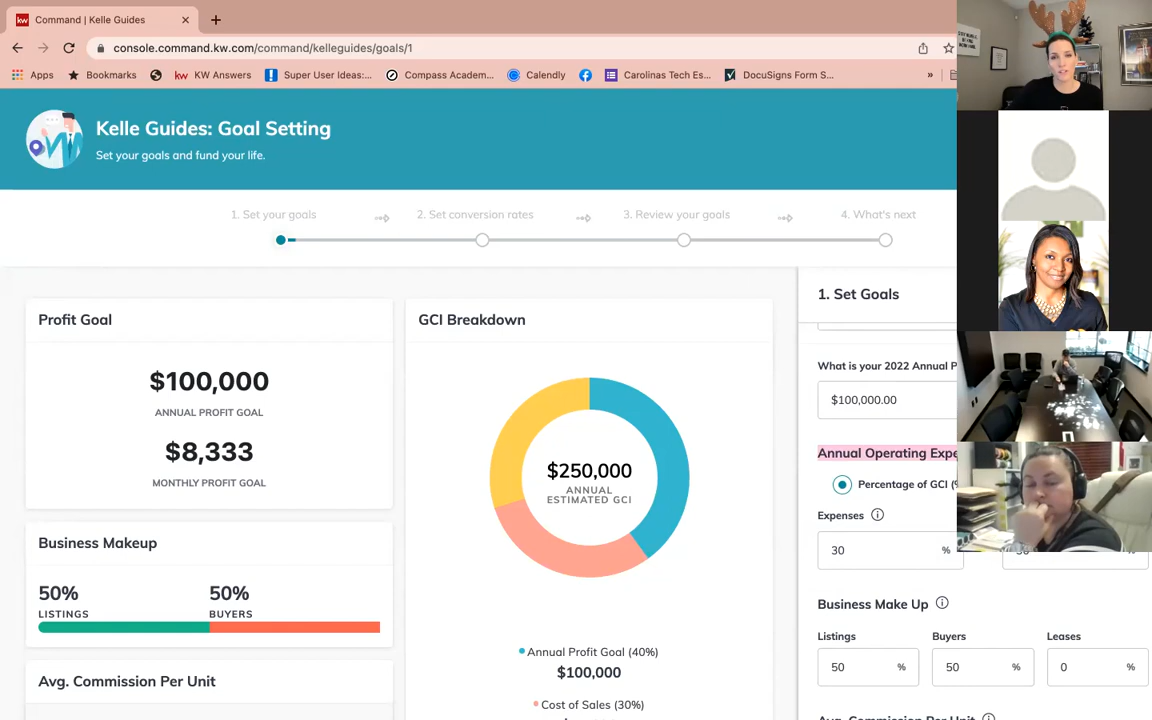 kw Command | Kelle Guides
console.command.kw.com/command/kelleguides/goals/1
Apps Bookmarks kw KW Answers Super User Ideas:... Compass Academ... Calendly Carolinas Tech Es... DocuSigns Form S... »
Kelle Guides: Goal Setting
Set your goals and fund your life.
1. Set your goals 2. Set conversion rates 3. Review your goals 4. What's next
Profit Goal
$100,000
ANNUAL PROFIT GOAL
$8,333
MONTHLY PROFIT GOAL
Business Makeup
50% 50%
LISTINGS BUYERS
Avg. Commission Per Unit
GCI Breakdown
$250,000
ANNUAL
ESTIMATED GCI
Annual Profit Goal (40%)
$100,000
Cost of Sales (30%)
1. Set Goals
What is your 2022 Annual P
$100,000.00
Annual Operating Expe
Percentage of GCI (%
Expenses
30 %
Business Make Up
Listings Buyers Leases
50 % 50 % 0 %
Avg. Commission Per Unit